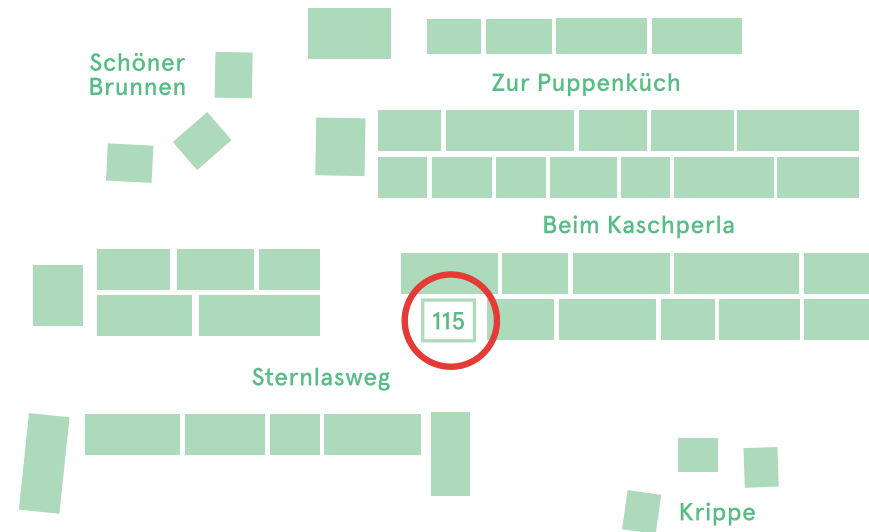 Schöner
Brunnen
Zur Puppenküch
Beim Kaschperla
115
Sternlasweg
Krippe